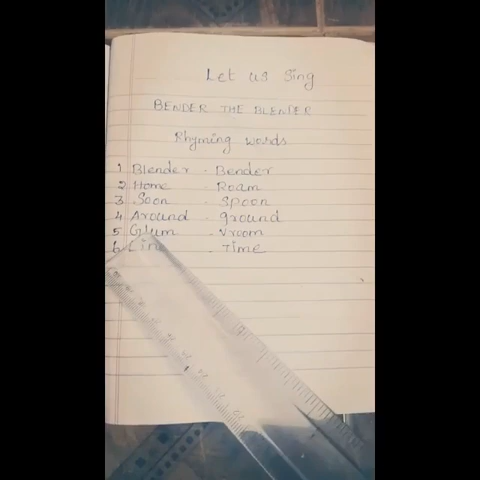 Let us Sing
BENDER THE BLENDER
Rhyming words
1 Blender . Bender
2 Home . Roam
3 Soon . Spoon
4 Around . ground
5 Glum . Vroom
6 . Time